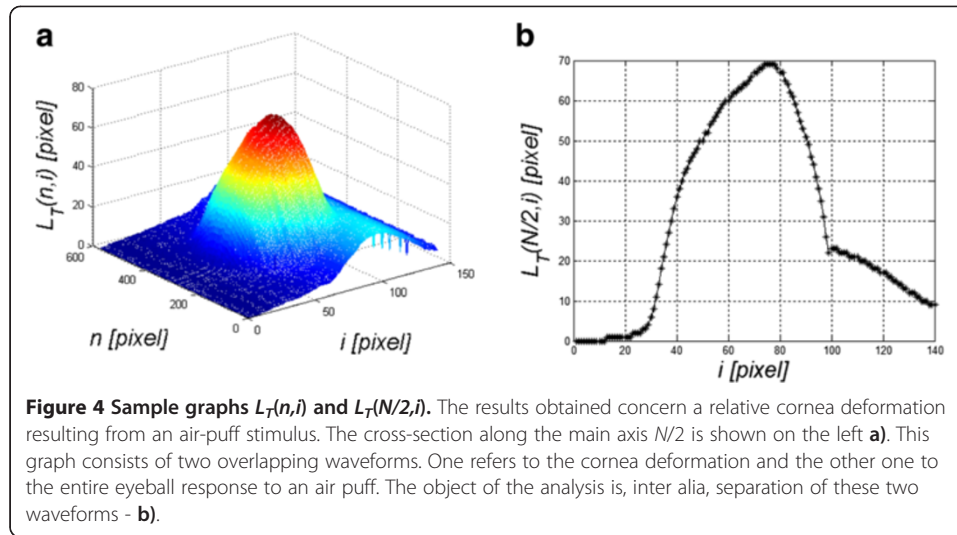 a
b
L_T(n,i) [pixel]
80
60
40
20
0
600
400
200
0
n [pixel]
0
50
100
150
i [pixel]
L_T(N/2,i) [pixel]
70
60
50
40
30
20
10
0
0
20
40
60
80
100
120
140
i [pixel]
Figure 4 Sample graphs L_T(n,i) and L_T(N/2,i). The results obtained concern a relative cornea deformation
resulting from an air-puff stimulus. The cross-section along the main axis N/2 is shown on the left a). This
graph consists of two overlapping waveforms. One refers to the cornea deformation and the other one to
the entire eyeball response to an air puff. The object of the analysis is, inter alia, separation of these two
waveforms - b).